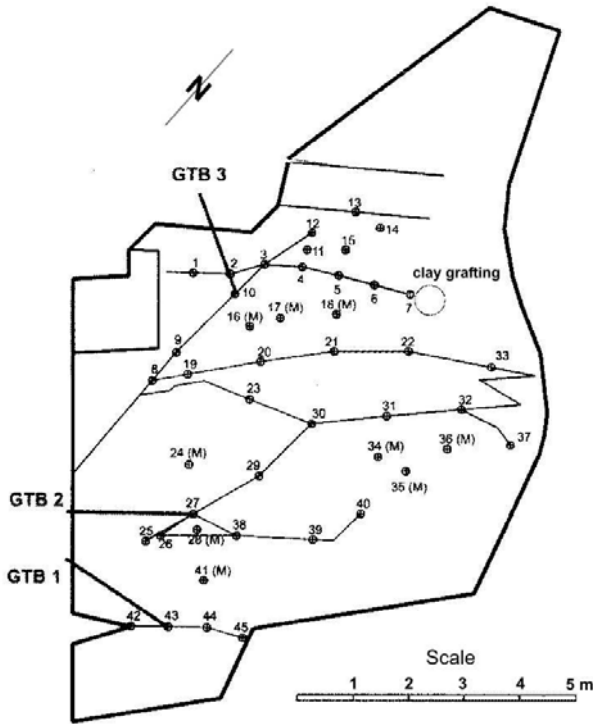 N
GTB 3
13
12
14
11
15
1
2
3
4
5
6
7
clay grafting
10
16 (M)
17 (M)
18 (M)
9
8
19
20
21
22
33
23
30
31
32
24 (M)
34 (M)
36 (M)
37
35 (M)
29
GTB 2
27
40
25
26
28 (M)
38
39
GTB 1
41 (M)
42
43
44
45
Scale
1 2 3 4 5 m